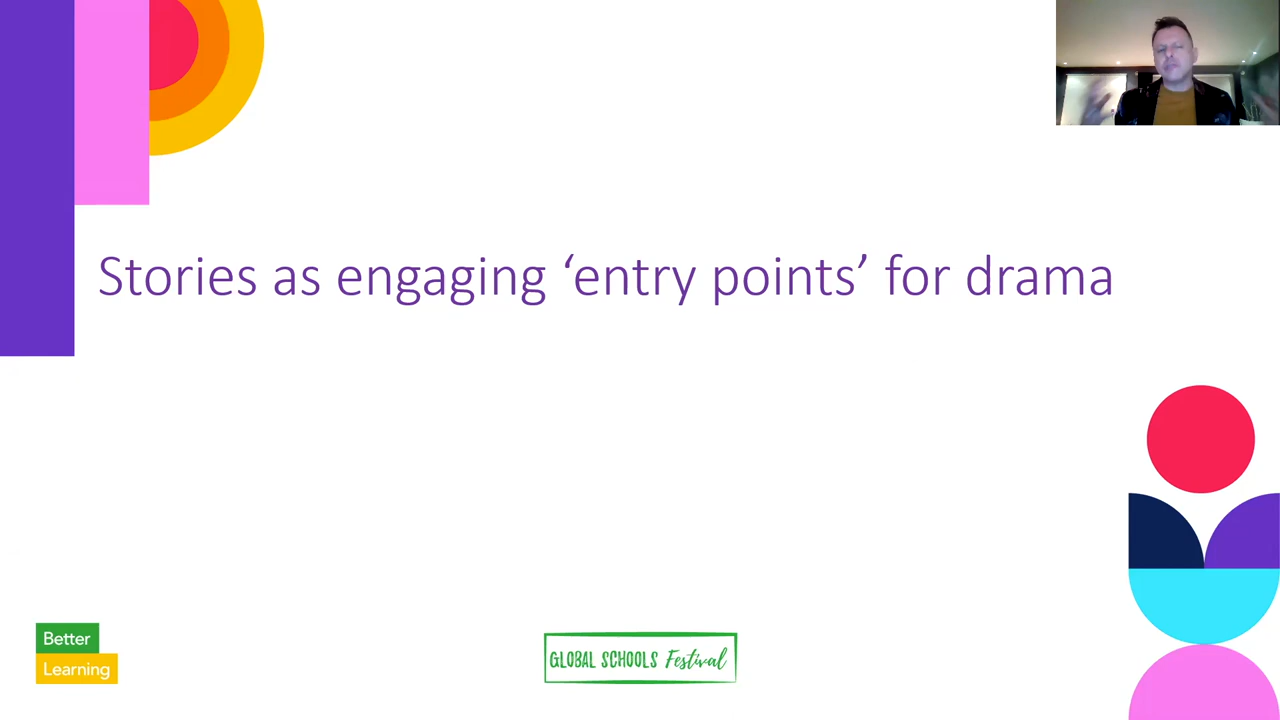 Stories as engaging ‘entry points’ for drama
Better
Learning
GLOBAL SCHOOLS Festival